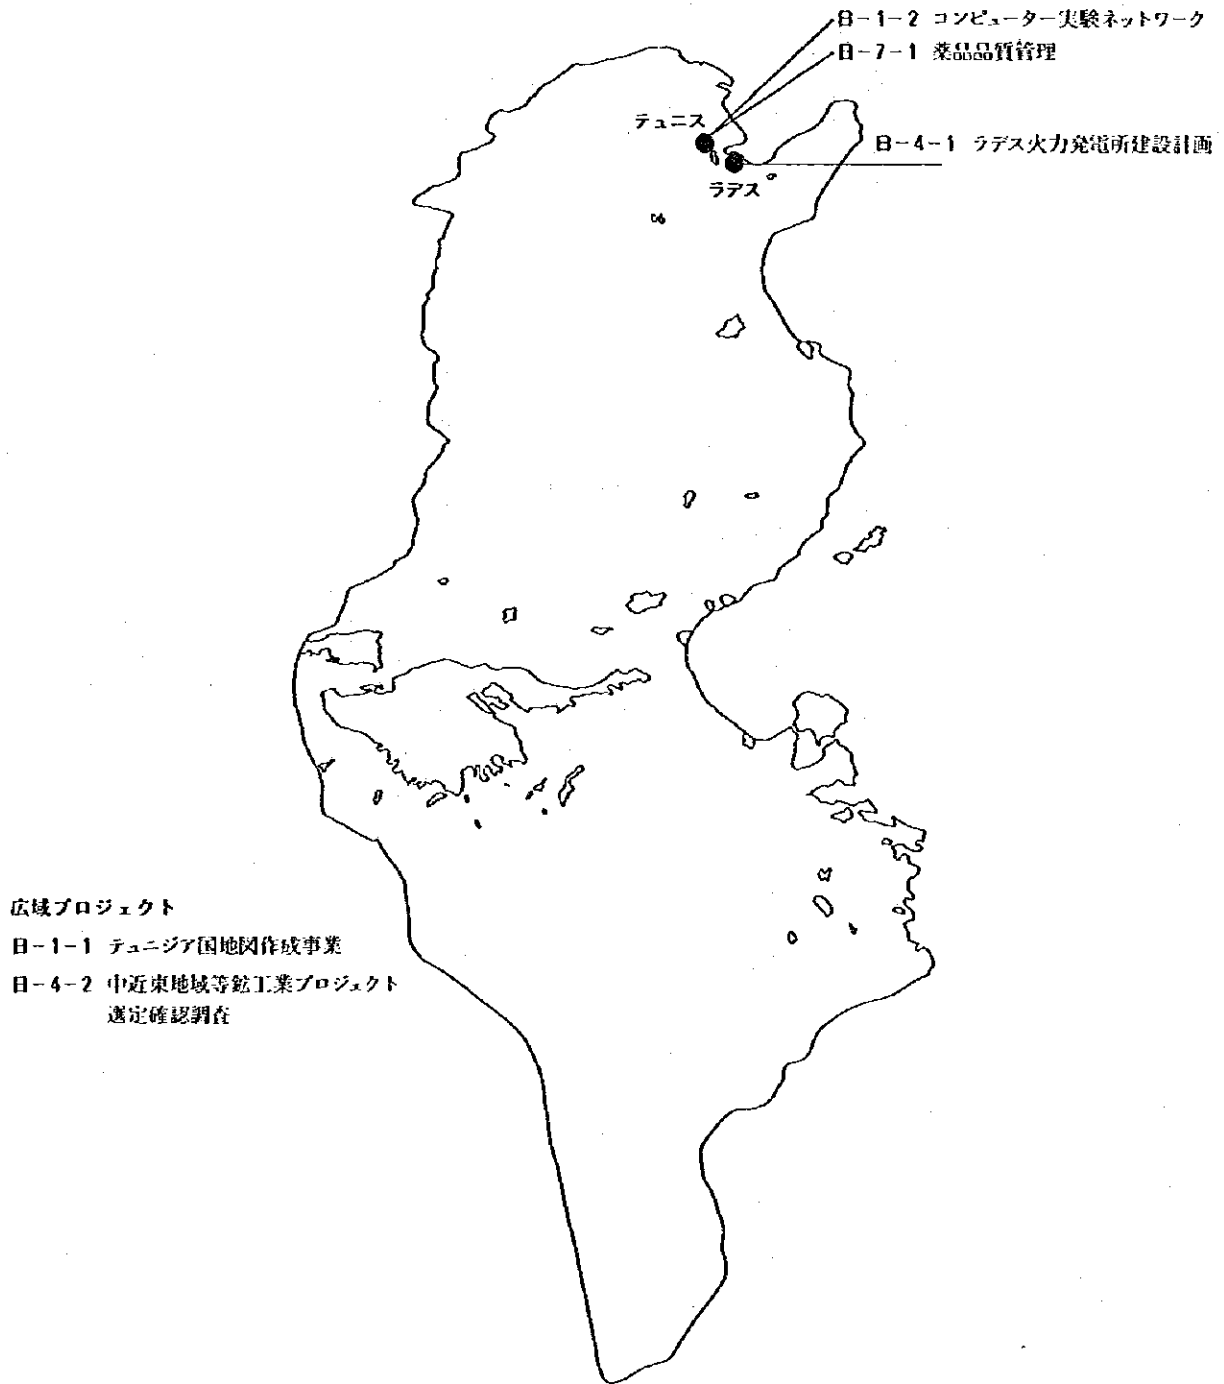 B-1-2 コンピューター実験ネットワーク
B-7-1 薬品品質管理
テュニス
B-4-1 ラデス火力発電所建設計画
ラデス
広域プロジェクト
B-1-1 テュニジア国地図作成事業
B-4-2 中近東地域等鉱工業プロジェクト
選定確認調査